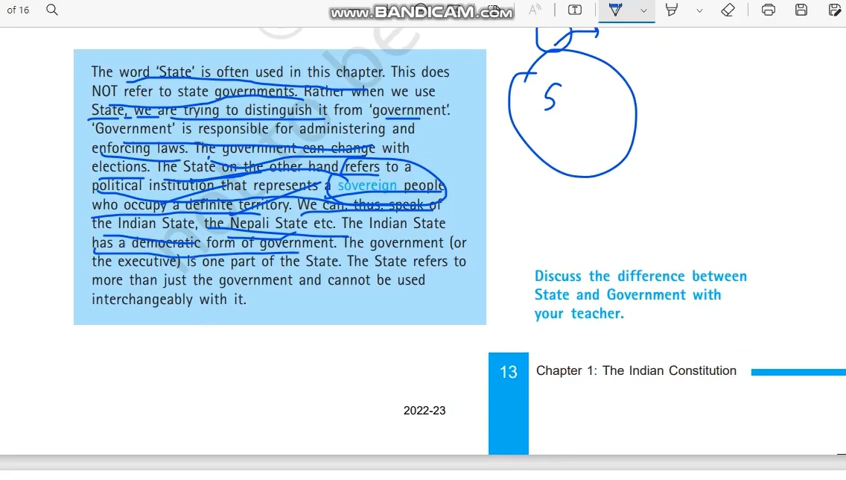 of 16
www.BANDICAM.com
The word 'State' is often used in this chapter. This does
NOT refer to state governments. Rather when we use
State, we are trying to distinguish it from 'government'.
'Government' is responsible for administering and
enforcing laws. The government can change with
elections. The State on the other hand refers to a
political institution that represents a sovereign people
who occupy a definite territory. We can, thus, speak of
the Indian State, the Nepali State etc. The Indian State
has a democratic form of government. The government (or
the executive) is one part of the State. The State refers to
more than just the government and cannot be used
interchangeably with it.
S
Discuss the difference between
State and Government with
your teacher.
13 Chapter 1: The Indian Constitution
2022-23